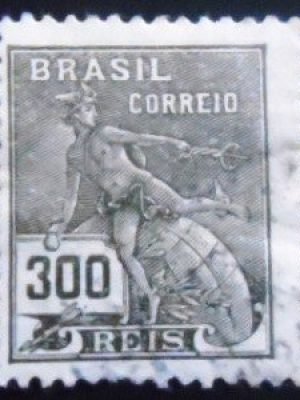 BRASIL
CORREIO
300
REIS